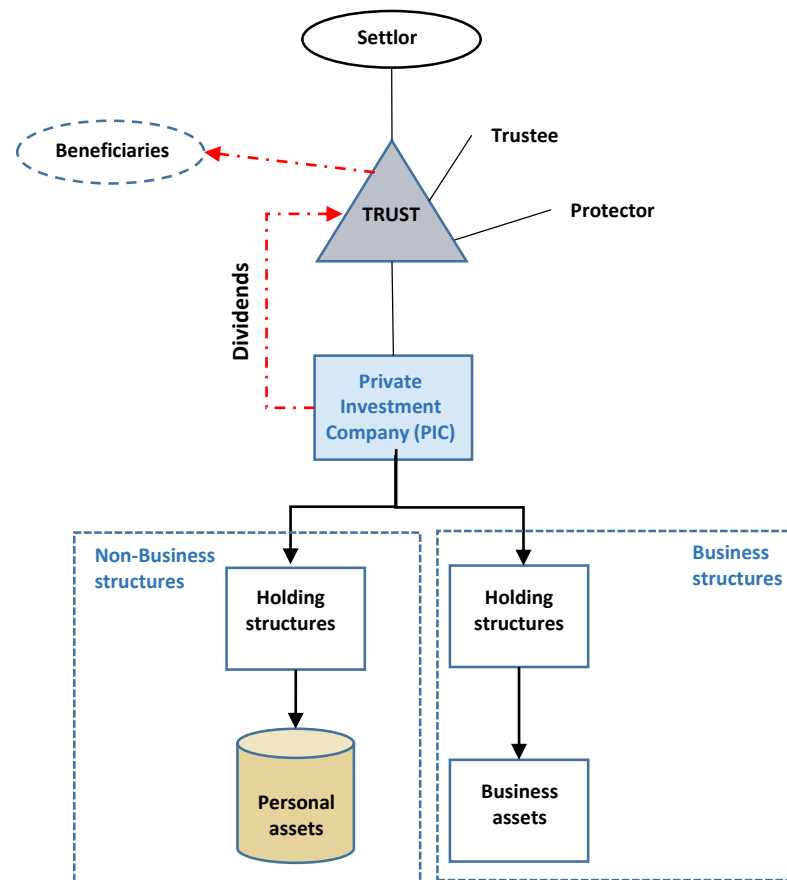 Settlor
Beneficiaries
Trustee
TRUST
Protector
Dividends
Private
Investment
Company (PIC)
Non-Business
structures
Business
structures
Holding
structures
Holding
structures
Personal
assets
Business
assets